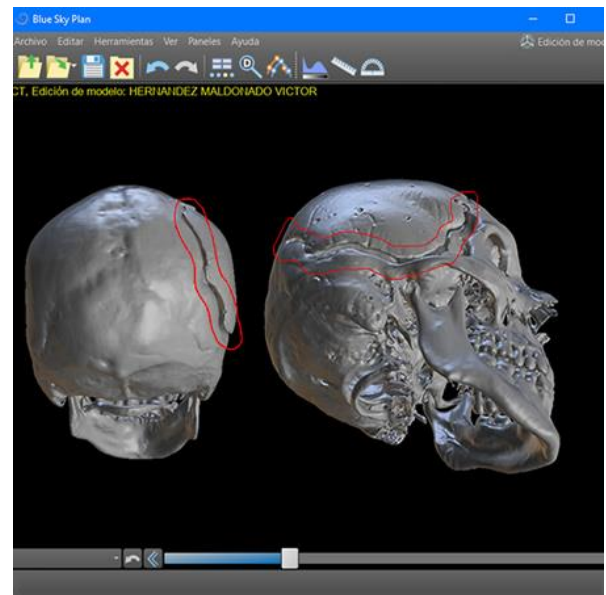 Blue Sky Plan
Archivo Editar Herramientas Ver Paneles Ayuda
Edición de mo
CT, Edición de modelo: HERNANDEZ MALDONADO VICTOR